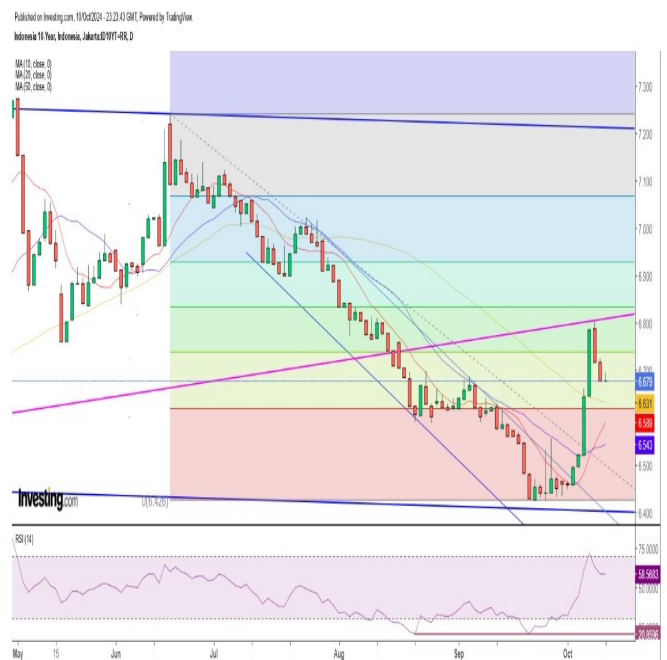 Published on Investing.com, 10/Oct/2024 - 23:23:43 GMT, Powered by TradingView.
Indonesia 10-Year, Indonesia, Jakarta:ID10YT=RR, D
MA (10, close, 0)
MA (20, close, 0)
MA (50, close, 0)
7.300
7.200
7.100
7.000
6.900
6.800
6.700
6.679
6.631
6.589
6.543
6.500
6.400
Investing.com
0(6.426)
RSI (14)
75.0000
58.5683
50.0000
20.8596
May
15
Jun
Jul
Aug
Sep
Oct